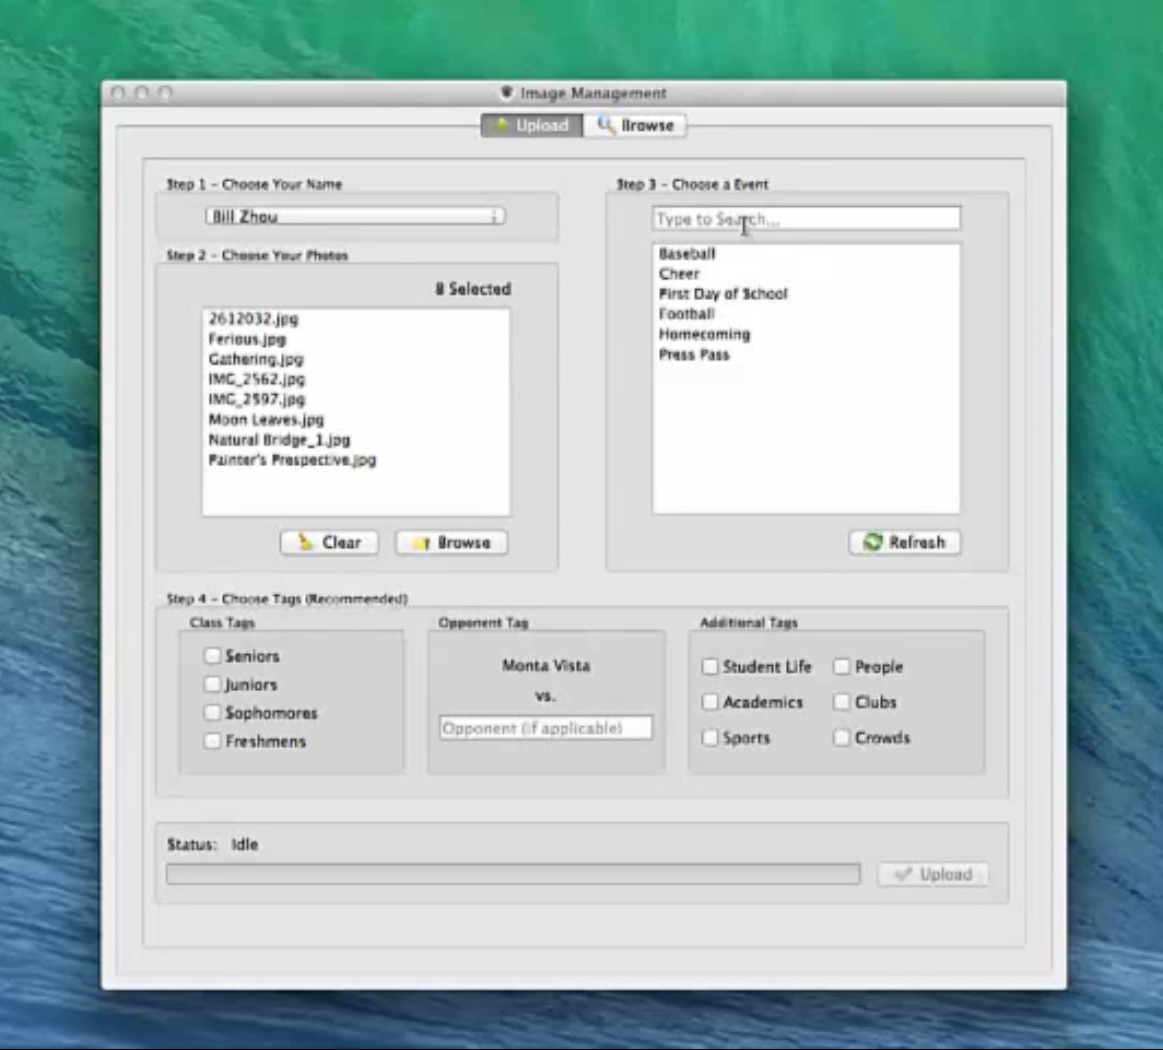 Image Management
Upload
Browse
Step 1 - Choose Your Name
Bill Zhou
Step 2 - Choose Your Photos
8 Selected
2612032.jpg
Ferious.jpg
Gathering.jpg
IMG_2562.jpg
IMG_2597.jpg
Moon Leaves.jpg
Natural Bridge_1.jpg
Painter's Prespective.jpg
Clear
Browse
Step 3 - Choose a Event
Type to Search...
Baseball
Cheer
First Day of School
Football
Homecoming
Press Pass
Refresh
Step 4 - Choose Tags (Recommended)
Class Tags
Seniors
Juniors
Sophomores
Freshmens
Opponent Tag
Monta Vista
vs.
Opponent (if applicable)
Additional Tags
Student Life
People
Academics
Clubs
Sports
Crowds
Status: Idle
Upload